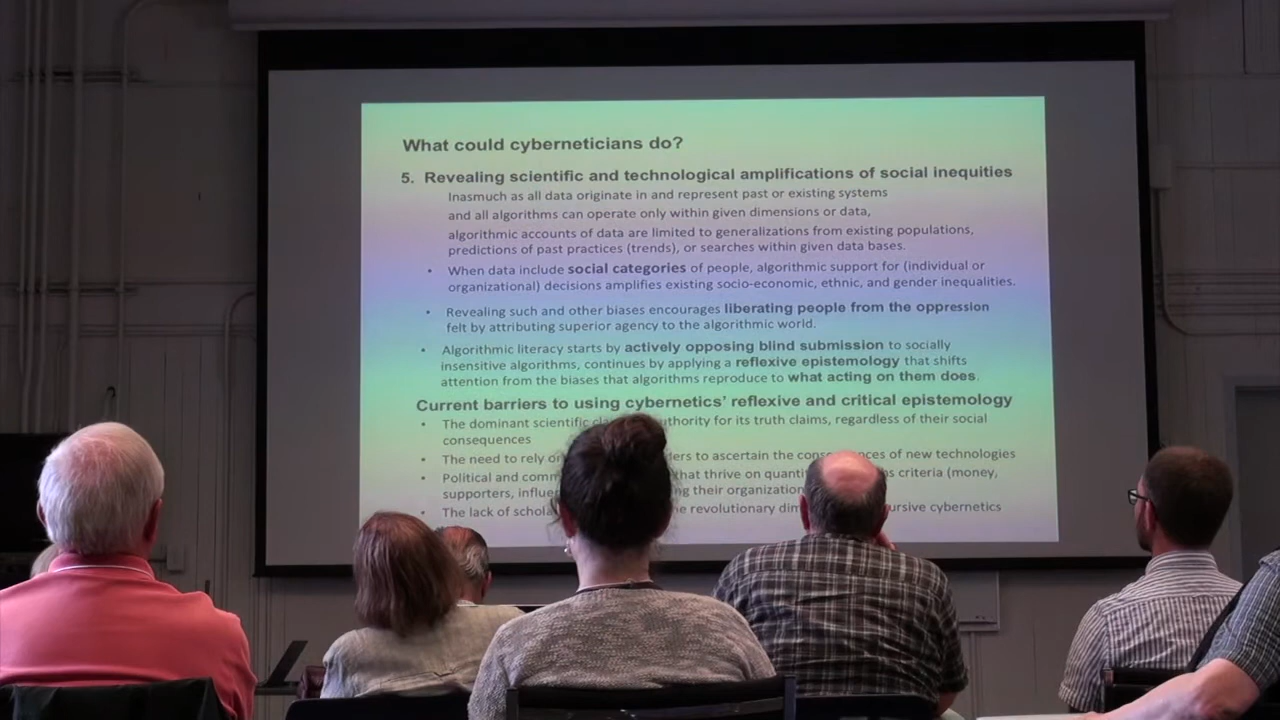 What could cyberneticians do?
5. Revealing scientific and technological amplifications of social inequities
Inasmuch as all data originate in and represent past or existing systems
and all algorithms can operate only within given dimensions or data,
algorithmic accounts of data are limited to generalizations from existing populations,
predictions of past practices (trends), or searches within given data bases.
• When data include social categories of people, algorithmic support for (individual or
organizational) decisions amplifies existing socio-economic, ethnic, and gender inequalities.
• Revealing such and other biases encourages liberating people from the oppression
felt by attributing superior agency to the algorithmic world.
• Algorithmic literacy starts by actively opposing blind submission to socially
insensitive algorithms, continues by applying a reflexive epistemology that shifts
attention from the biases that algorithms reproduce to what acting on them does.
Current barriers to using cybernetics' reflexive and critical epistemology
• The dominant scientific for its truth claims, regardless of their social
consequences
• The need to rely to ascertain the of new technologies
• Political and that thrive on criteria (money,
supporters, their
• The lack of revolutionary cybernetics